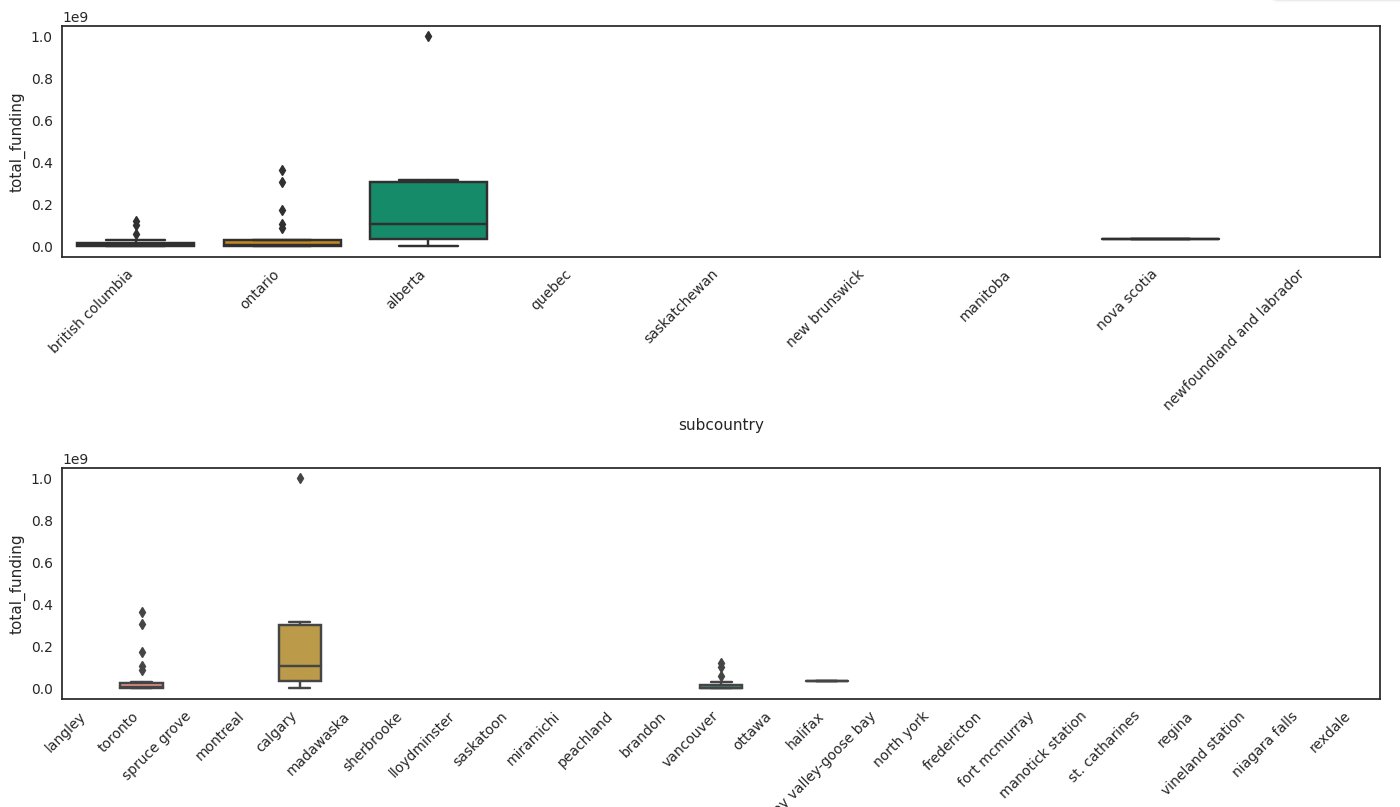 1e9
total_funding
1.0
0.8
0.6
0.4
0.2
0.0
british columbia
ontario
alberta
quebec
saskatchewan
new brunswick
manitoba
nova scotia
newfoundland and labrador
subcountry
1e9
total_funding
1.0
0.8
0.6
0.4
0.2
0.0
langley
toronto
spruce grove
montreal
calgary
madawaska
sherbrooke
lloydminster
saskatoon
miramichi
peachland
brandon
vancouver
ottawa
halifax
valley-goose bay
north york
fredericton
fort mcmurray
manotick station
st. catharines
regina
vineland station
niagara falls
rexdale